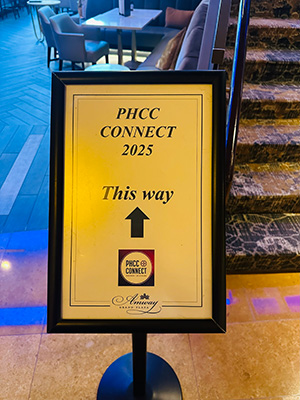 PHCC
CONNECT
2025
This way
PHCC
CONNECT
Amway
GRAND PLAZA